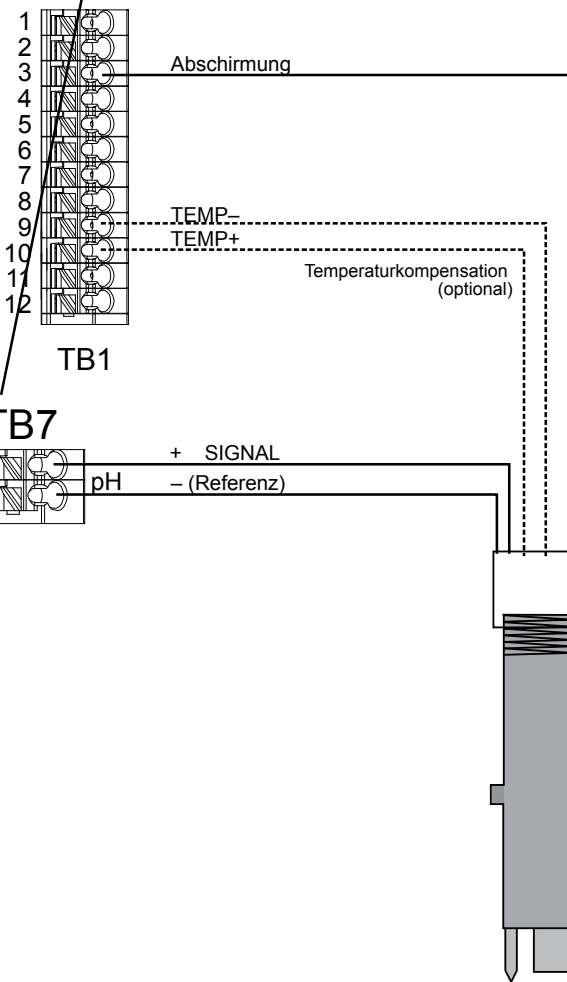 1
2
3 Abschirmung
4
5
6
7
8
9 TEMP–
10 TEMP+
11 Temperaturkompensation
12 (optional)
TB1
TB7
+ SIGNAL
pH – (Referenz)